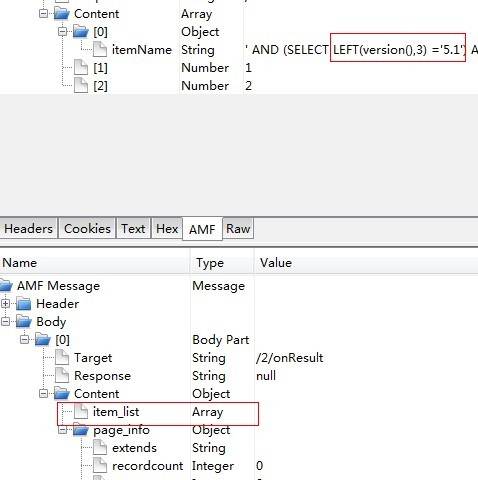 Content Array
[0] Object
itemName String ' AND (SELECT LEFT(version(),3) ='5.1') A
[1] Number 1
[2] Number 2
Headers Cookies Text Hex AMF Raw
Name Type Value
AMF Message Message
Header
Body
[0] Body Part
Target String /2/onResult
Response String null
Content Object
item_list Array
page_info Object
extends String
recordcount Integer 0